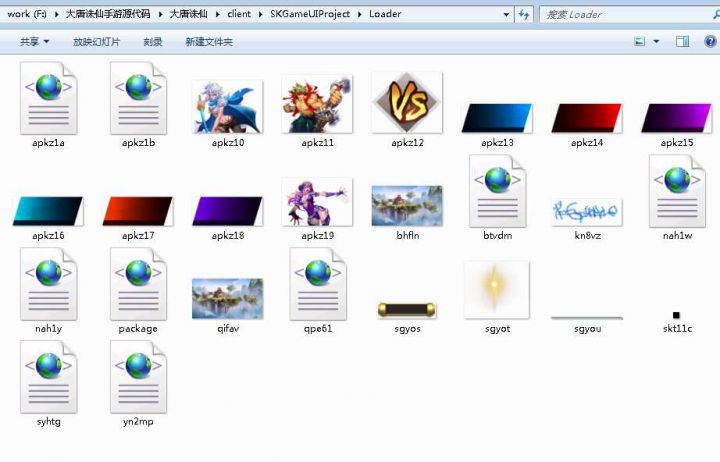 work (F:) ▸ 大唐诛仙手游源代码 ▸ 大唐诛仙 ▸ client ▸ SKGameUIProject ▸ Loader
搜索 Loader
共享 放映幻灯片 刻录 新建文件夹
apkz1a apkz1b apkz10 apkz11 apkz12 apkz13 apkz14 apkz15
VS
apkz16 apkz17 apkz18 apkz19 bhfln btvdm kn8vz nah1w
nah1y package qifav qpe61 sgyos sgyot sgyou skt11c
syhtg yn2mp